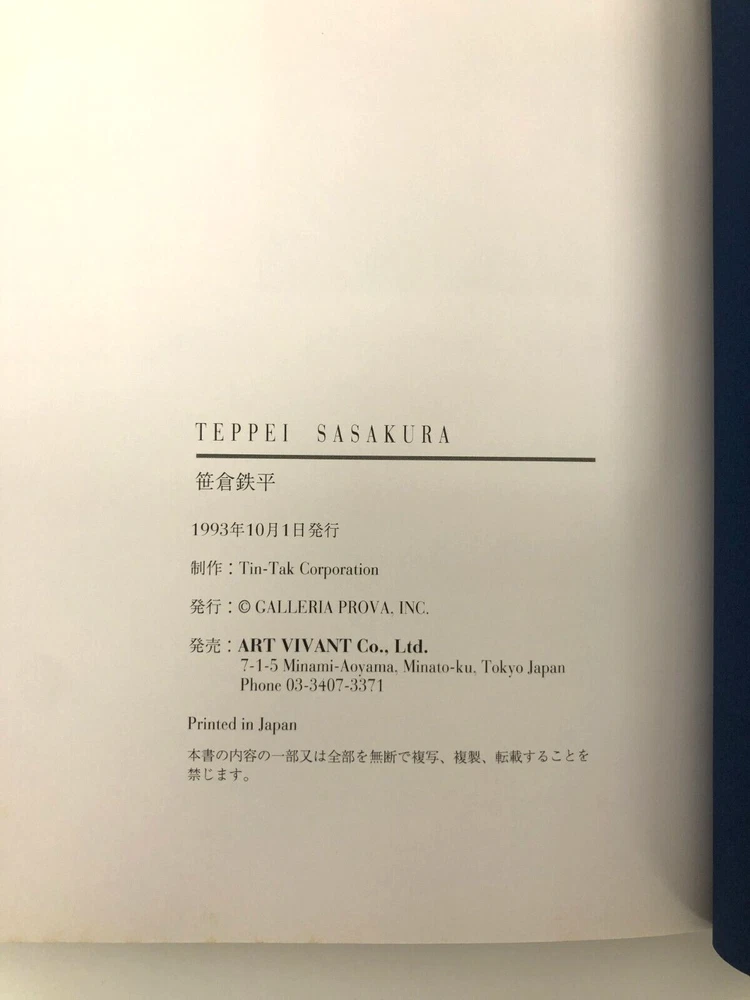 TEPPEI SASAKURA
笹倉鉄平
1993年10月1日発行
制作：Tin-Tak Corporation
発行：© GALLERIA PROVA, INC.
発売：ART VIVANT Co., Ltd.
7-1-5 Minami-Aoyama, Minato-ku, Tokyo Japan
Phone 03-3407-3371
Printed in Japan
本書の内容の一部又は全部を無断で複写、複製、転載することを
禁じます。